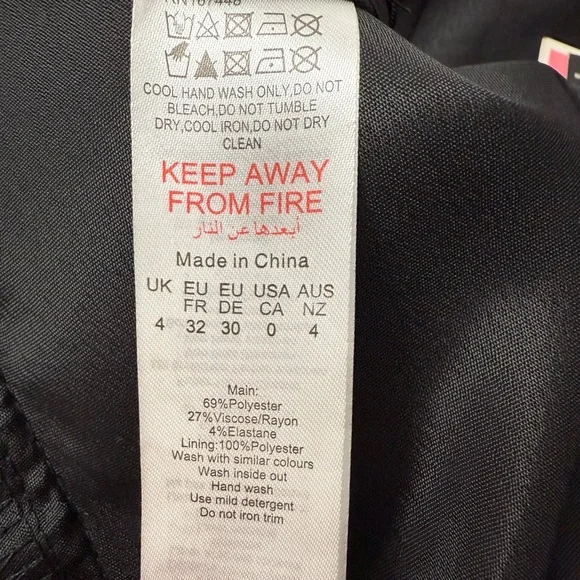 RN167448
COOL HAND WASH ONLY,DO NOT
BLEACH,DO NOT TUMBLE
DRY,COOL IRON,DO NOT DRY
CLEAN
KEEP AWAY
FROM FIRE
أبعدها عن النار
Made in China
UK EU EU USA AUS
FR DE CA NZ
4 32 30 0 4
Main:
69%Polyester
27%Viscose/Rayon
4%Elastane
Lining:100%Polyester
Wash with similar colours
Wash inside out
Hand wash
Use mild detergent
Do not iron trim